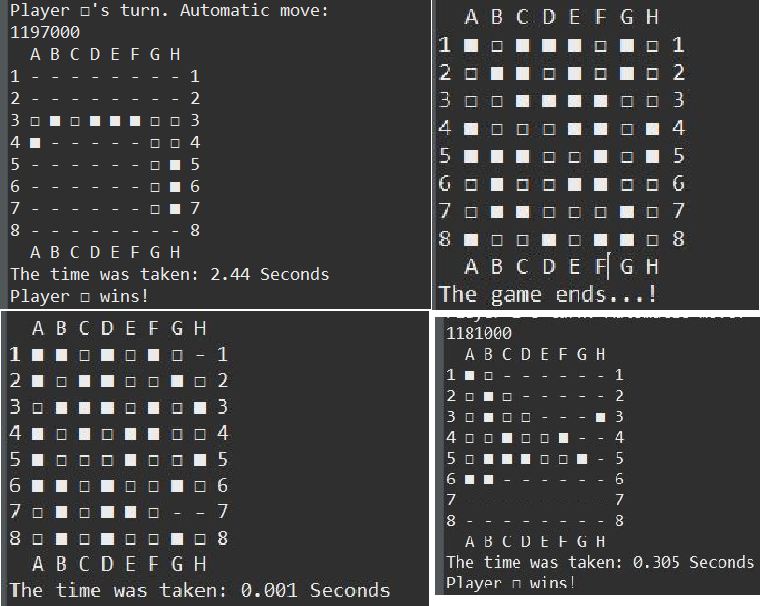 Player □'s turn. Automatic move:
1197000
A B C D E F G H
1 - - - - - - - - 1
2 - - - - - - - - 2
3 □ ■ □ ■ ■ ■ □ □ 3
4 ■ - - - - - □ □ 4
5 - - - - - - □ ■ 5
6 - - - - - - □ ■ 6
7 - - - - - - □ ■ 7
8 - - - - - - - - 8
A B C D E F G H
The time was taken: 2.44 Seconds
Player □ wins!
A B C D E F G H
1 ■ □ ■ ■ ■ □ ■ □ 1
2 □ ■ ■ □ ■ □ ■ □ 2
3 □ □ ■ ■ ■ ■ □ □ 3
4 ■ □ □ □ ■ ■ □ ■ 4
5 ■ ■ ■ □ □ ■ □ ■ 5
6 □ □ □ □ ■ ■ □ □ 6
7 □ ■ ■ □ □ □ ■ □ 7
8 ■ □ □ ■ □ ■ ■ □ 8
A B C D E F G H
The game ends...!
A B C D E F G H
1 ■ ■ □ ■ □ ■ □ - 1
2 ■ □ ■ ■ □ □ ■ □ 2
3 □ ■ ■ ■ ■ □ ■ ■ 3
4 ■ □ ■ □ ■ ■ □ □ 4
5 ■ □ □ □ ■ □ □ ■ 5
6 ■ ■ □ ■ □ □ ■ □ 6
7 □ ■ □ ■ ■ □ - - 7
8 □ ■ □ ■ □ □ ■ □ 8
A B C D E F G H
The time was taken: 0.001 Seconds
1181000
A B C D E F G H
1 ■ □ - - - - - - 1
2 □ ■ □ - - - - - 2
3 □ ■ □ □ - - - ■ 3
4 □ □ ■ □ □ ■ - - 4
5 □ ■ ■ ■ □ □ ■ - 5
6 ■ ■ - - - - - - 6
7 - - - - - - - - 7
8 - - - - - - - - 8
A B C D E F G H
The time was taken: 0.305 Seconds
Player □ wins!